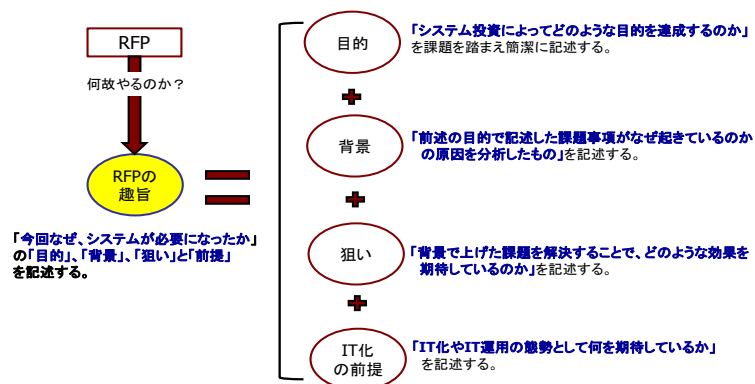 RFP
何故やるのか？
RFPの
趣旨
「今回なぜ、システムが必要になったか」
の「目的」、「背景」、「狙い」と「前提」
を記述する。
目的
「システム投資によってどのような目的を達成するのか」
を課題を踏まえ簡潔に記述する。
背景
「前述の目的で記述した課題事項がなぜ起きているのか
の原因を分析したもの」を記述する。
狙い
「背景で上げた課題を解決することで、どのような効果を
期待しているのか」を記述する。
IT化
の前提
「IT化やIT運用の態勢として何を期待しているか」
を記述する。